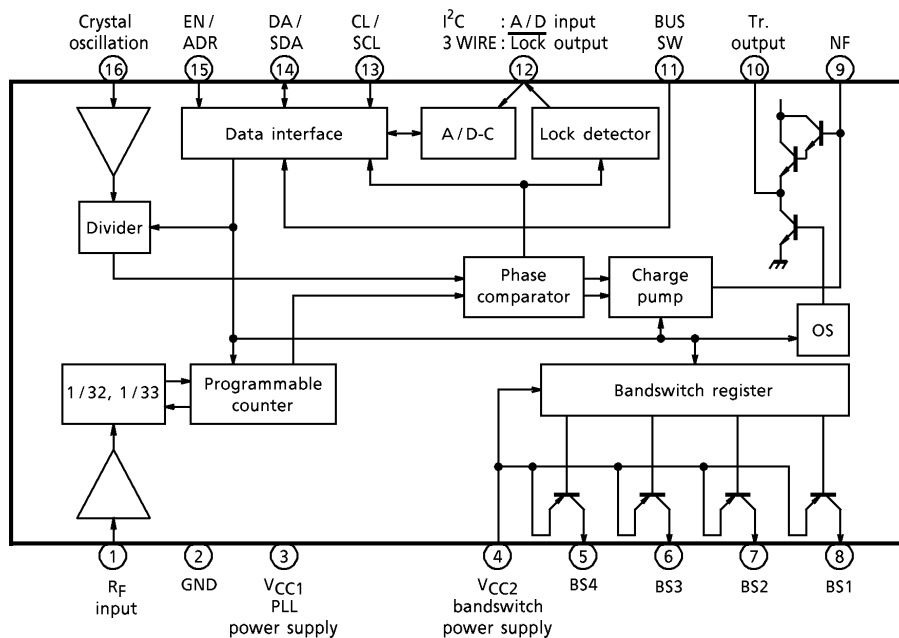 Crystal
oscillation
EN /
ADR
DA /
SDA
CL /
SCL
I²C : A / D input
3 WIRE : Lock output
BUS
SW
Tr.
output
NF
16
15
14
13
12
11
10
9
Data interface
A / D-C
Lock detector
Divider
Phase
comparator
Charge
pump
OS
1 / 32, 1 / 33
Programmable
counter
Bandswitch register
1
2
3
4
5
6
7
8
RF
input
GND
VCC1
PLL
power supply
VCC2
bandswitch
power supply
BS4
BS3
BS2
BS1